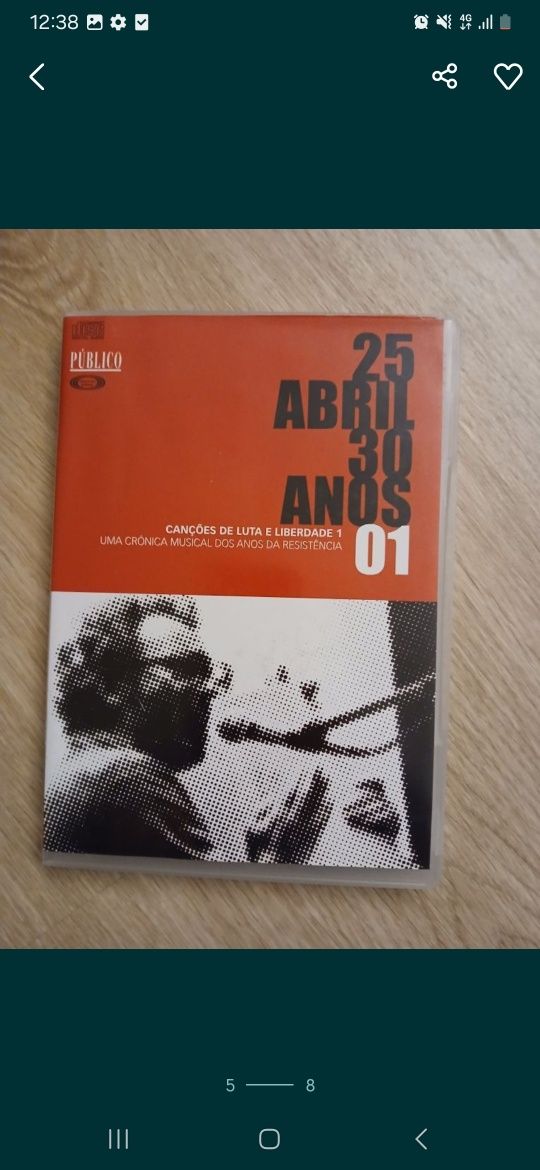 12:38
4G
PÚBLICO
25
ABRIL
30
ANOS
CANÇÕES DE LUTA E LIBERDADE 1
UMA CRÓNICA MUSICAL DOS ANOS DA RESISTÊNCIA
01
5
8